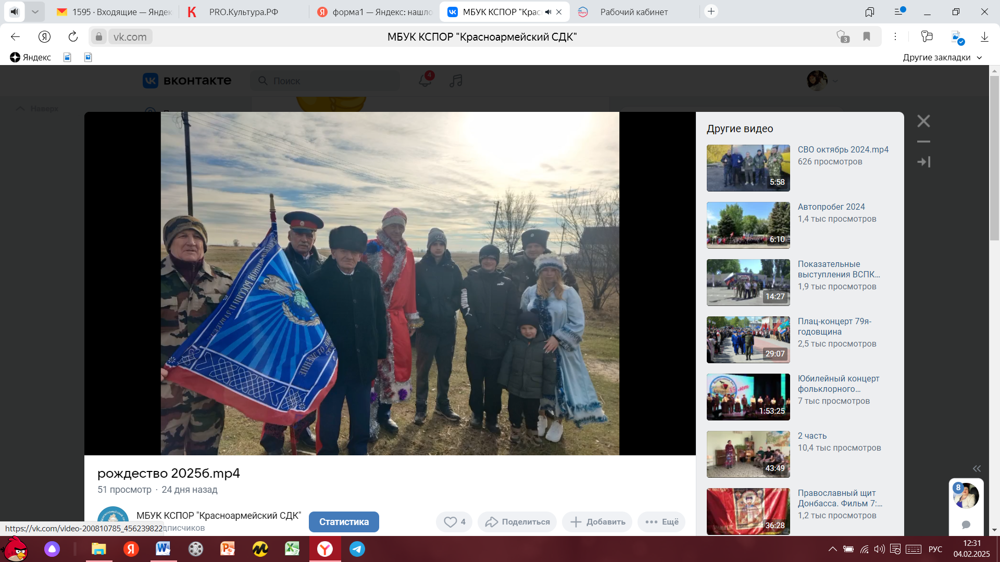 1595 · Входящие — Яндек
PRO.Культура.РФ
форма1 — Яндекс: нашло
МБУК КСПОР "Крас
Рабочий кабинет
vk.com
МБУК КСПОР "Красноармейский СДК"
3
Яндекс
Другие закладки
вконтакте
Поиск
4
Наверх
Другие видео
СВО октябрь 2024.mp4
626 просмотров
5:58
Автопробег 2024
1,4 тыс просмотров
6:10
Показательные
выступления ВСПК...
1,9 тыс просмотров
14:27
Плац-концерт 79я-
годовщина
2,5 тыс просмотров
29:07
Юбилейный концерт
фольклорного...
7 тыс просмотров
1:53:25
2 часть
10,4 тыс просмотров
43:49
Православный щит
Донбасса. Фильм 7:...
1,2 тыс просмотров
36:28
рождество 2025б.mp4
51 просмотр · 24 дня назад
МБУК КСПОР "Красноармейский СДК"
дписчиков
Статистика
4
Поделиться
Добавить
Ещё
8
https://vk.com/video-200810785_456239822
РУС
12:31
04.02.2025